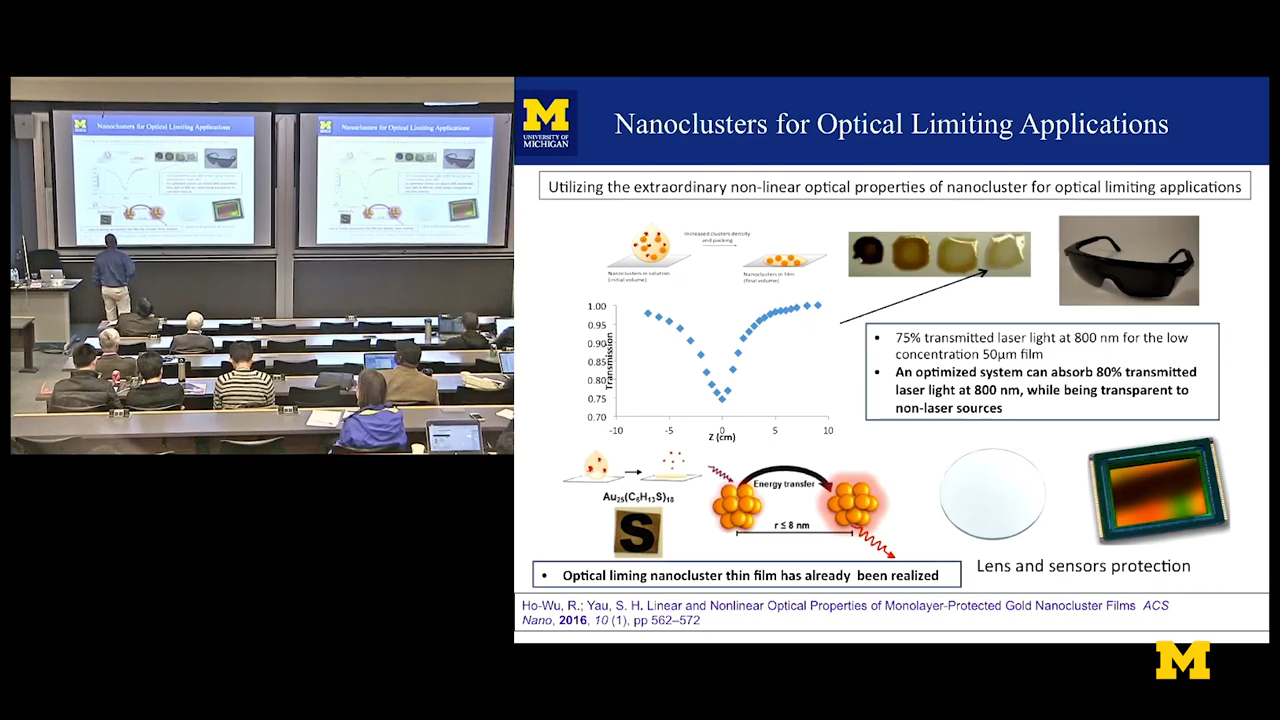 UNIVERSITY OF
MICHIGAN
Nanoclusters for Optical Limiting Applications
Utilizing the extraordinary non-linear optical properties of nanocluster for optical limiting applications
Increased clusters density
and packing
Nanoclusters in solution
(initial volume)
Nanoclusters in film
(final volume)
1.00
0.95
0.90
0.85
0.80
0.75
0.70
Transmission
-10
-5
0
5
10
Z (cm)
• 75% transmitted laser light at 800 nm for the low
concentration 50μm film
• An optimized system can absorb 80% transmitted
laser light at 800 nm, while being transparent to
non-laser sources
Au25(C6H13S)18
S
Energy transfer
r ≤ 8 nm
• Optical liming nanocluster thin film has already been realized
Lens and sensors protection
Ho-Wu, R.; Yau, S. H. Linear and Nonlinear Optical Properties of Monolayer-Protected Gold Nanocluster Films ACS
Nano, 2016, 10 (1), pp 562–572
M
Nanoclusters for Optical Limiting Applications
Nanoclusters for Optical Limiting Applications